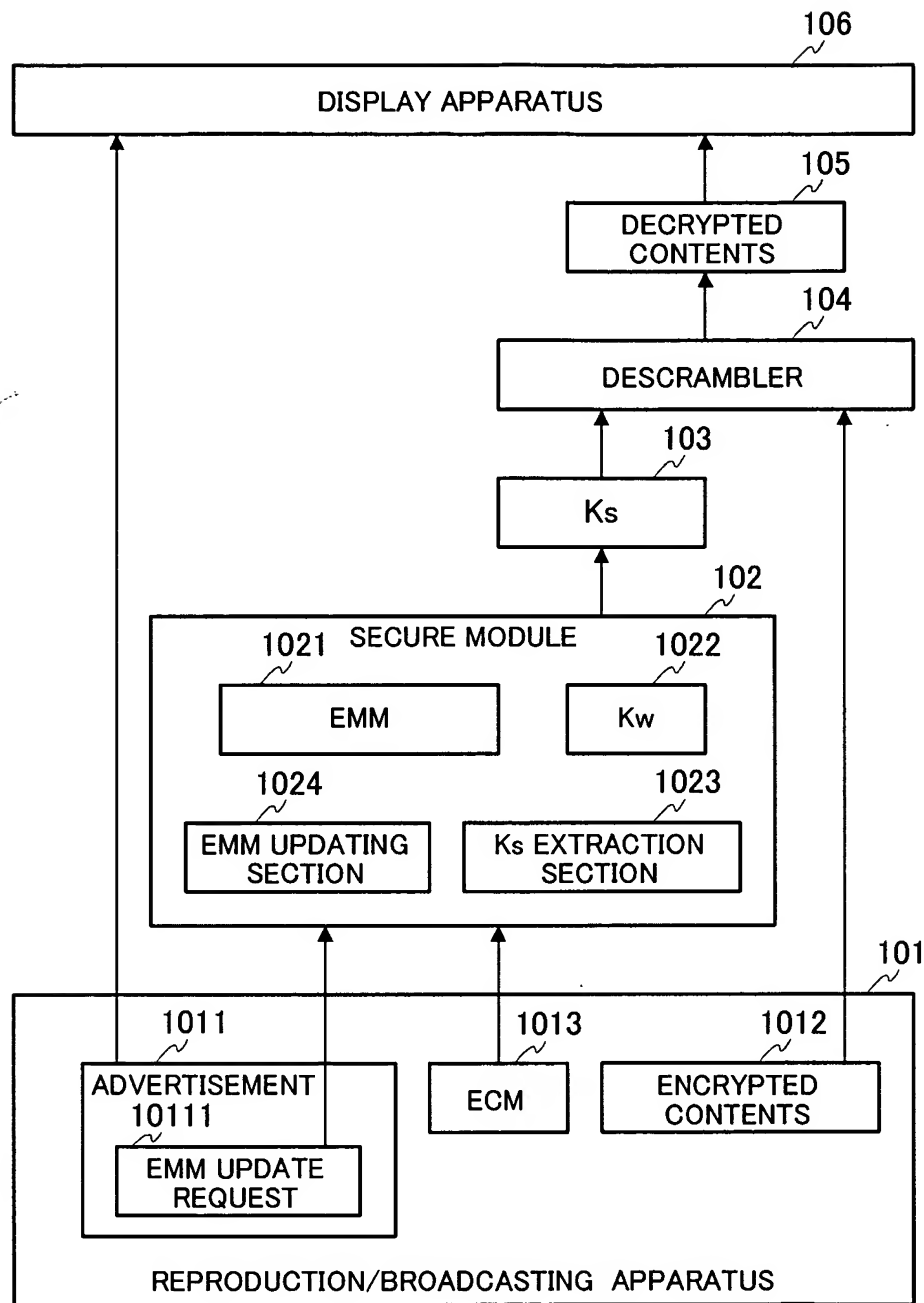 106
DISPLAY APPARATUS
105
DECRYPTED
CONTENTS
104
DESCRAMBLER
103
Ks
102
SECURE MODULE
1021
EMM
1022
Kw
1024
EMM UPDATING
SECTION
1023
Ks EXTRACTION
SECTION
101
1011
ADVERTISEMENT
10111
EMM UPDATE
REQUEST
1013
ECM
1012
ENCRYPTED
CONTENTS
REPRODUCTION/BROADCASTING APPARATUS